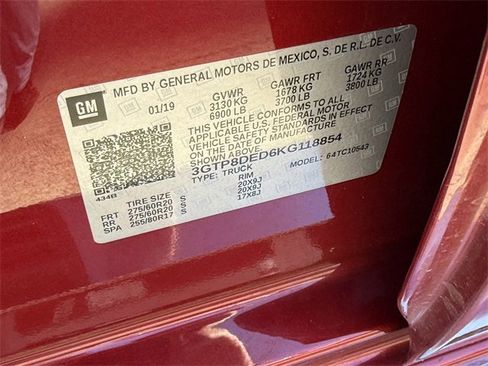 GM
MFD BY GENERAL MOTORS DE MEXICO, S. DE R.L. DE C.V.
01/19 GVWR GAWR FRT GAWR RR
3130 KG 1678 KG 1724 KG
6900 LB 3700 LB 3800 LB
THIS VEHICLE CONFORMS TO ALL
APPLICABLE U.S. FEDERAL MOTOR
VEHICLE SAFETY STANDARDS IN EFFECT
ON THE DATE OF MANUFACTURE SHOWN ABOVE.
3GTP8DED6KG118854
TYPE: TRUCK 64TC10543
434B
TIRE SIZE S RIM
FRT 275/60R20 S 20X9J
RR 275/60R20 S 20X9J
SPA 255/80R17 17X8J